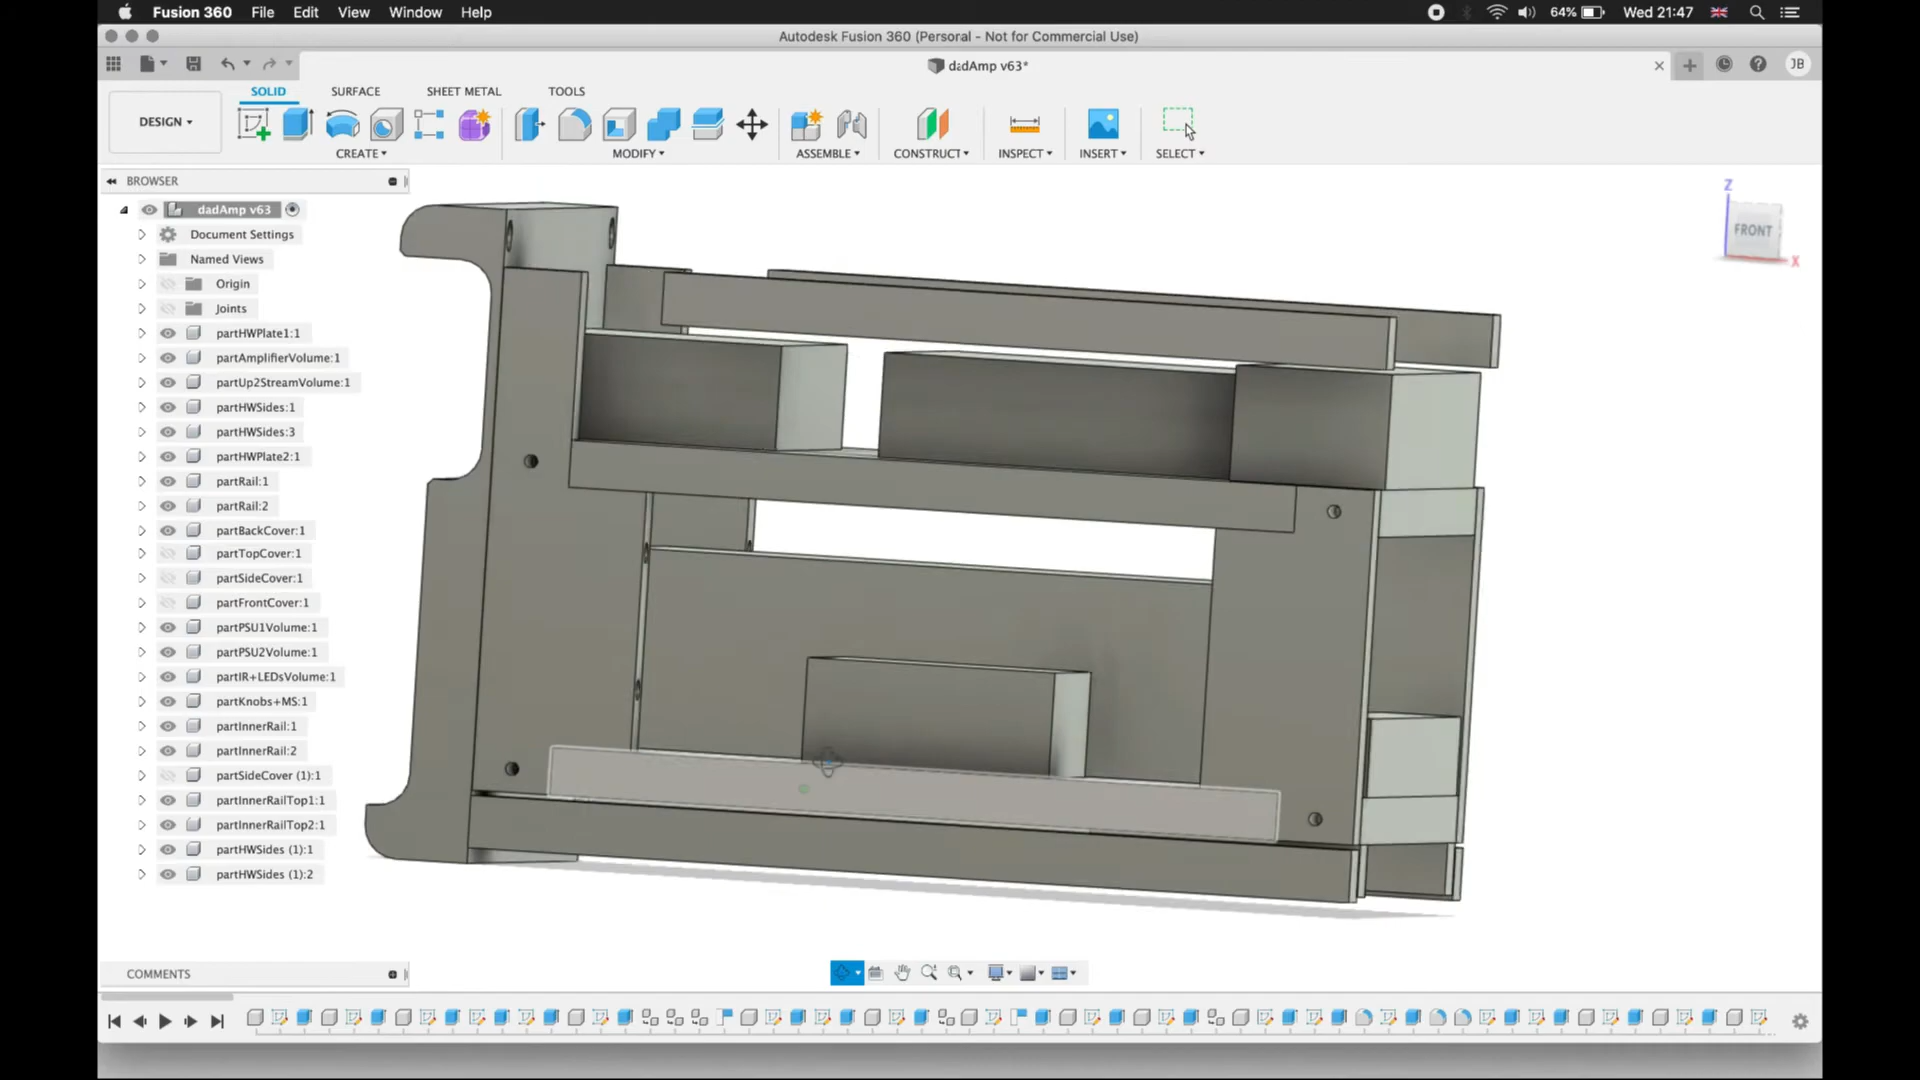 Fusion 360 File Edit View Window Help 64% Wed 21:47
Autodesk Fusion 360 (Personal - Not for Commercial Use)
dadAmp v63* JB
SOLID SURFACE SHEET METAL TOOLS
DESIGN
CREATE MODIFY ASSEMBLE CONSTRUCT INSPECT INSERT SELECT
BROWSER
dadAmp v63
Document Settings
Named Views
Origin
Joints
partHWPlate1:1
partAmplifierVolume:1
partUp2StreamVolume:1
partHWSides:1
partHWSides:3
partHWPlate2:1
partRail:1
partRail:2
partBackCover:1
partTopCover:1
partSideCover:1
partFrontCover:1
partPSU1Volume:1
partPSU2Volume:1
partIR+LEDsVolume:1
partKnobs+MS:1
partInnerRail:1
partInnerRail:2
partSideCover (1):1
partInnerRailTop1:1
partInnerRailTop2:1
partHWSides (1):1
partHWSides (1):2
Z
FRONT
X
COMMENTS